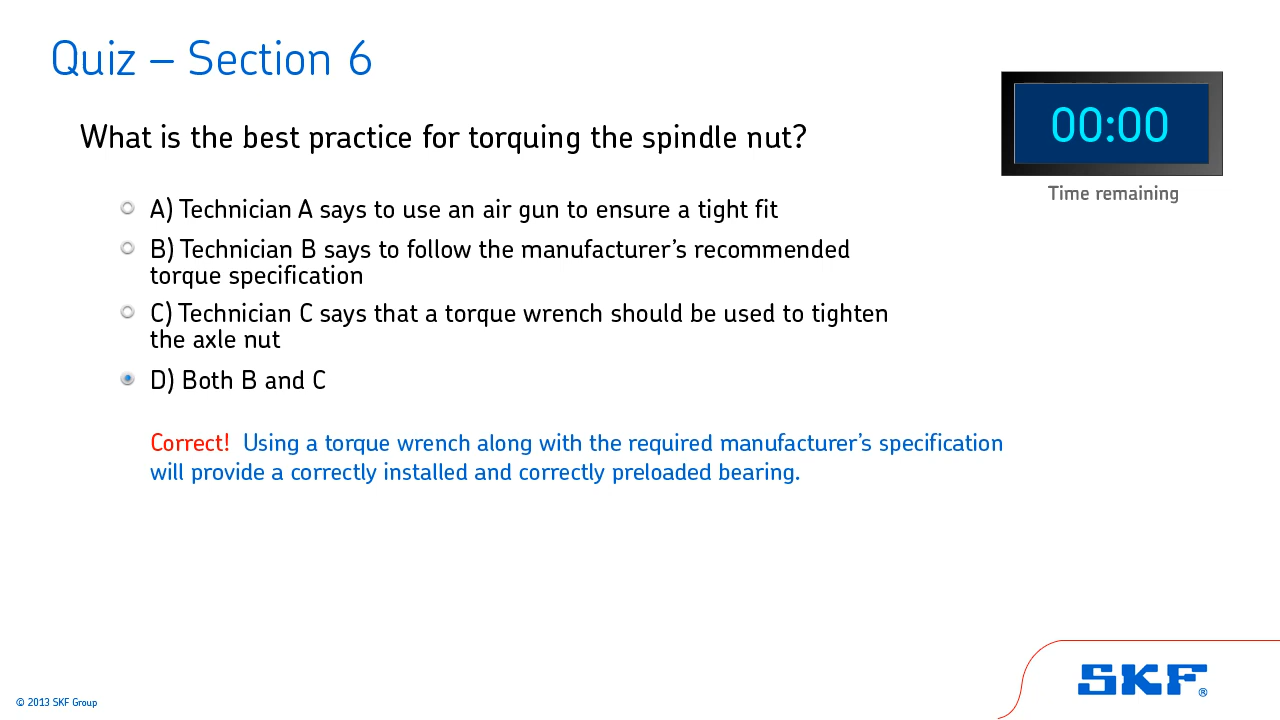 Quiz – Section 6
00:00
Time remaining
What is the best practice for torquing the spindle nut?
A) Technician A says to use an air gun to ensure a tight fit
B) Technician B says to follow the manufacturer's recommended
torque specification
C) Technician C says that a torque wrench should be used to tighten
the axle nut
D) Both B and C
Correct! Using a torque wrench along with the required manufacturer's specification
will provide a correctly installed and correctly preloaded bearing.
© 2013 SKF Group
SKF®